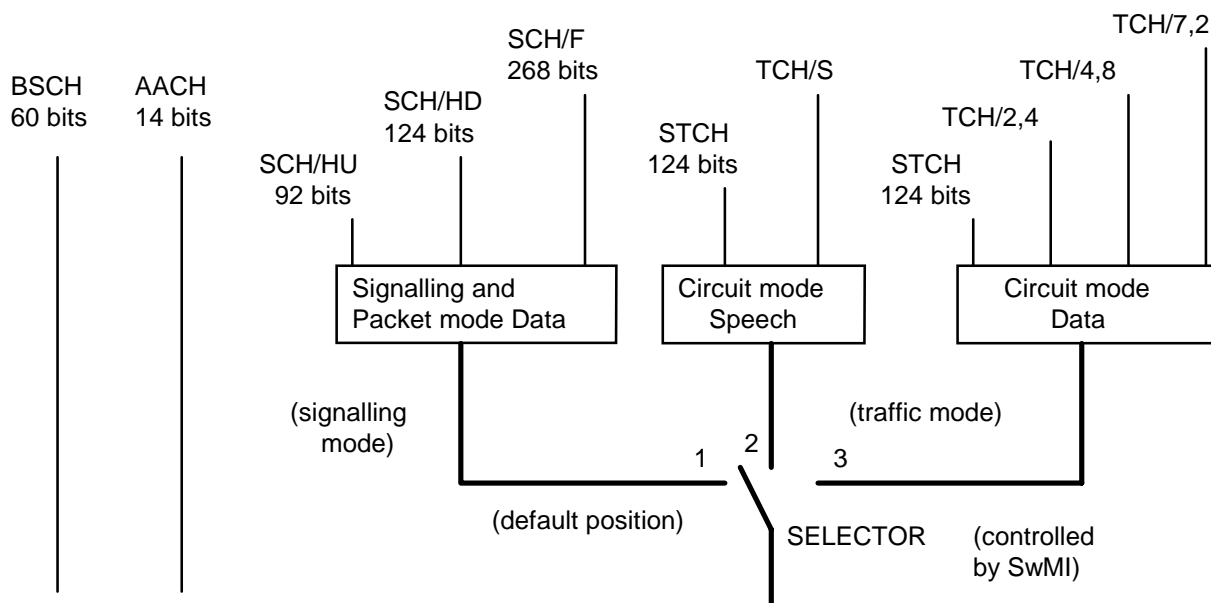 BSCH
60 bits
AACH
14 bits
SCH/HU
92 bits
SCH/HD
124 bits
SCH/F
268 bits
STCH
124 bits
TCH/S
STCH
124 bits
TCH/2,4
TCH/4,8
TCH/7,2
Signalling and
Packet mode Data
Circuit mode
Speech
Circuit mode
Data
(signalling
mode)
(traffic mode)
1
2
3
(default position)
SELECTOR
(controlled
by SwMI)